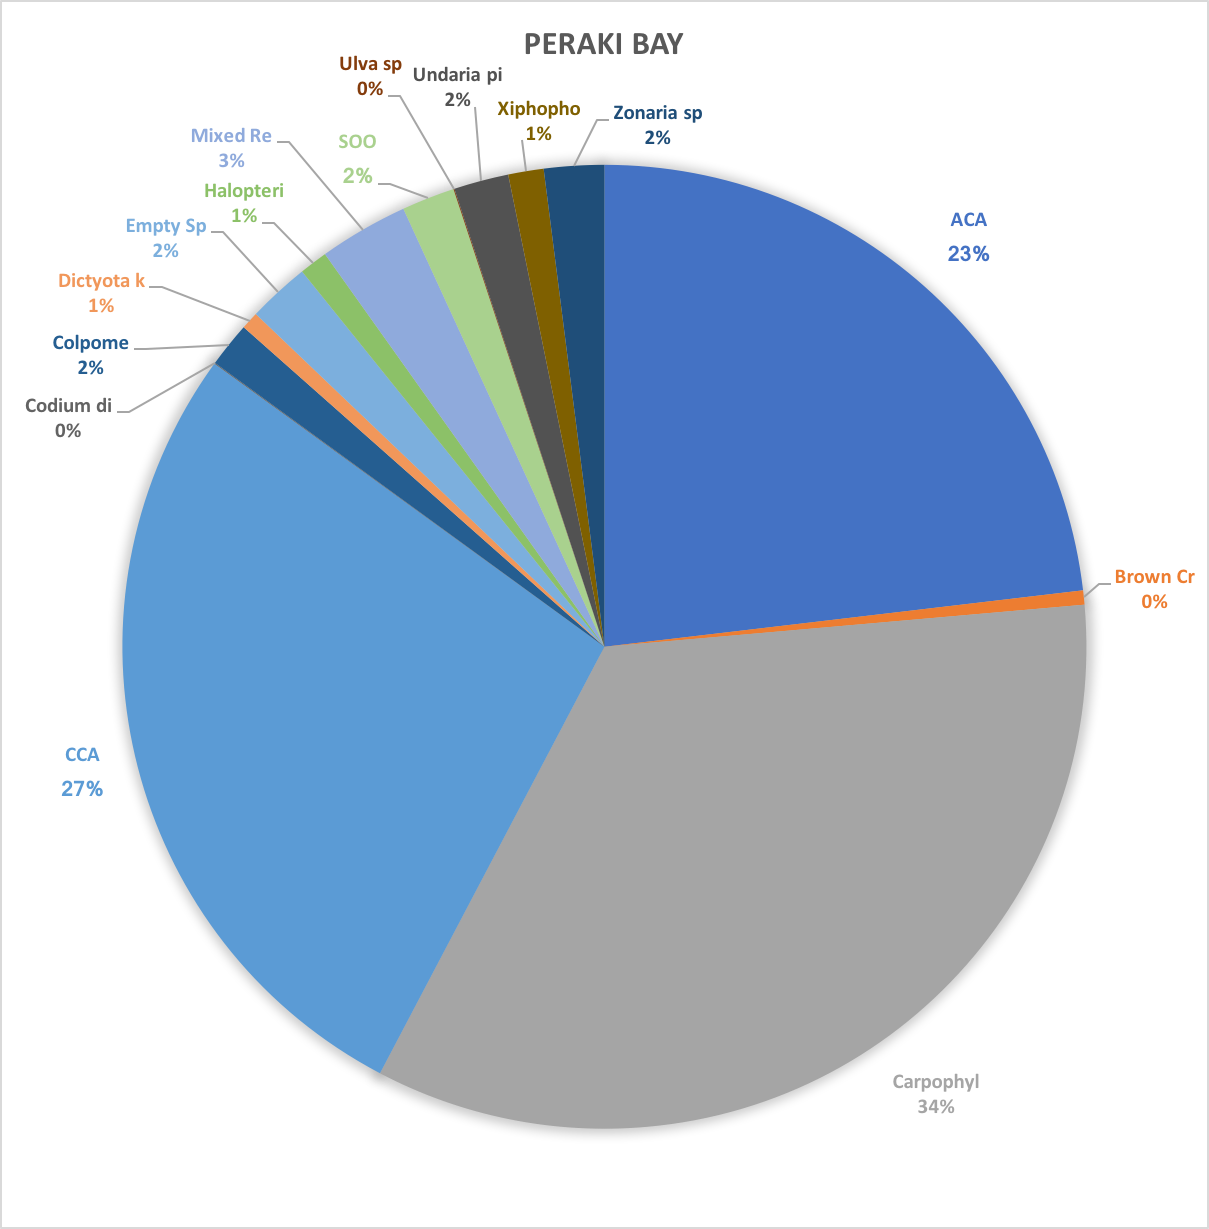 PERAKI BAY
Ulva sp
0%
Undaria pi
2%
Xiphopho
1%
Zonaria sp
2%
Mixed Re
3%
SOO
2%
Halopteri
1%
Empty Sp
2%
Dictyota k
1%
Colpome
2%
Codium di
0%
ACA
23%
Brown Cr
0%
CCA
27%
Carpophyl
34%